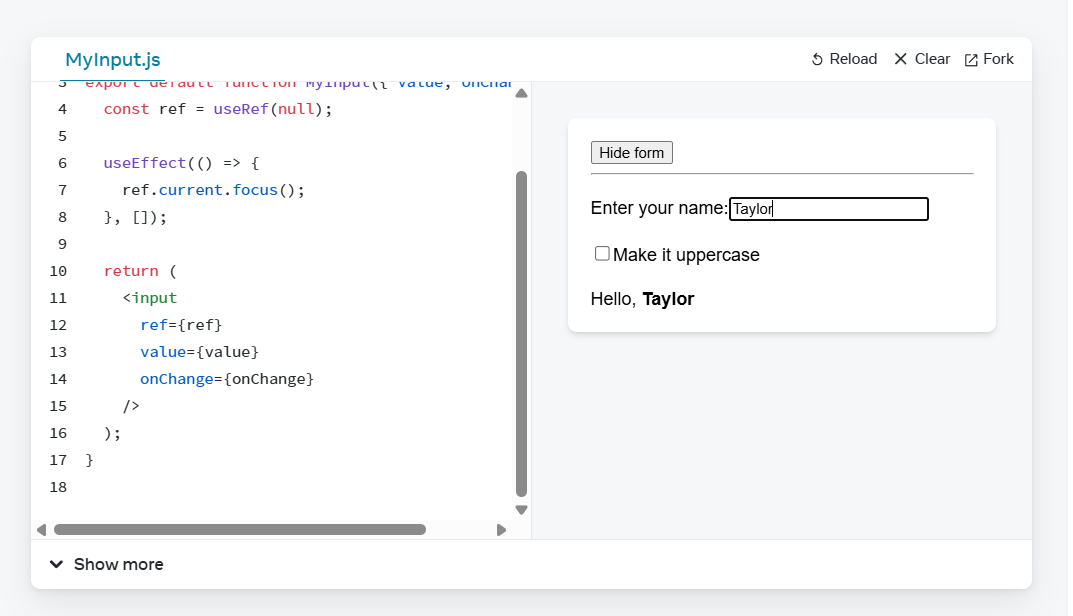 MyInput.js
Reload
Clear
Fork
3 export default function MyInput({ value, onChan
4 const ref = useRef(null);
5
6 useEffect(() => {
7 ref.current.focus();
8 }, []);
9
10 return (
11 <input
12 ref={ref}
13 value={value}
14 onChange={onChange}
15 />
16 );
17 }
18
Hide form
Enter your name: Taylor
Make it uppercase
Hello, Taylor
Show more